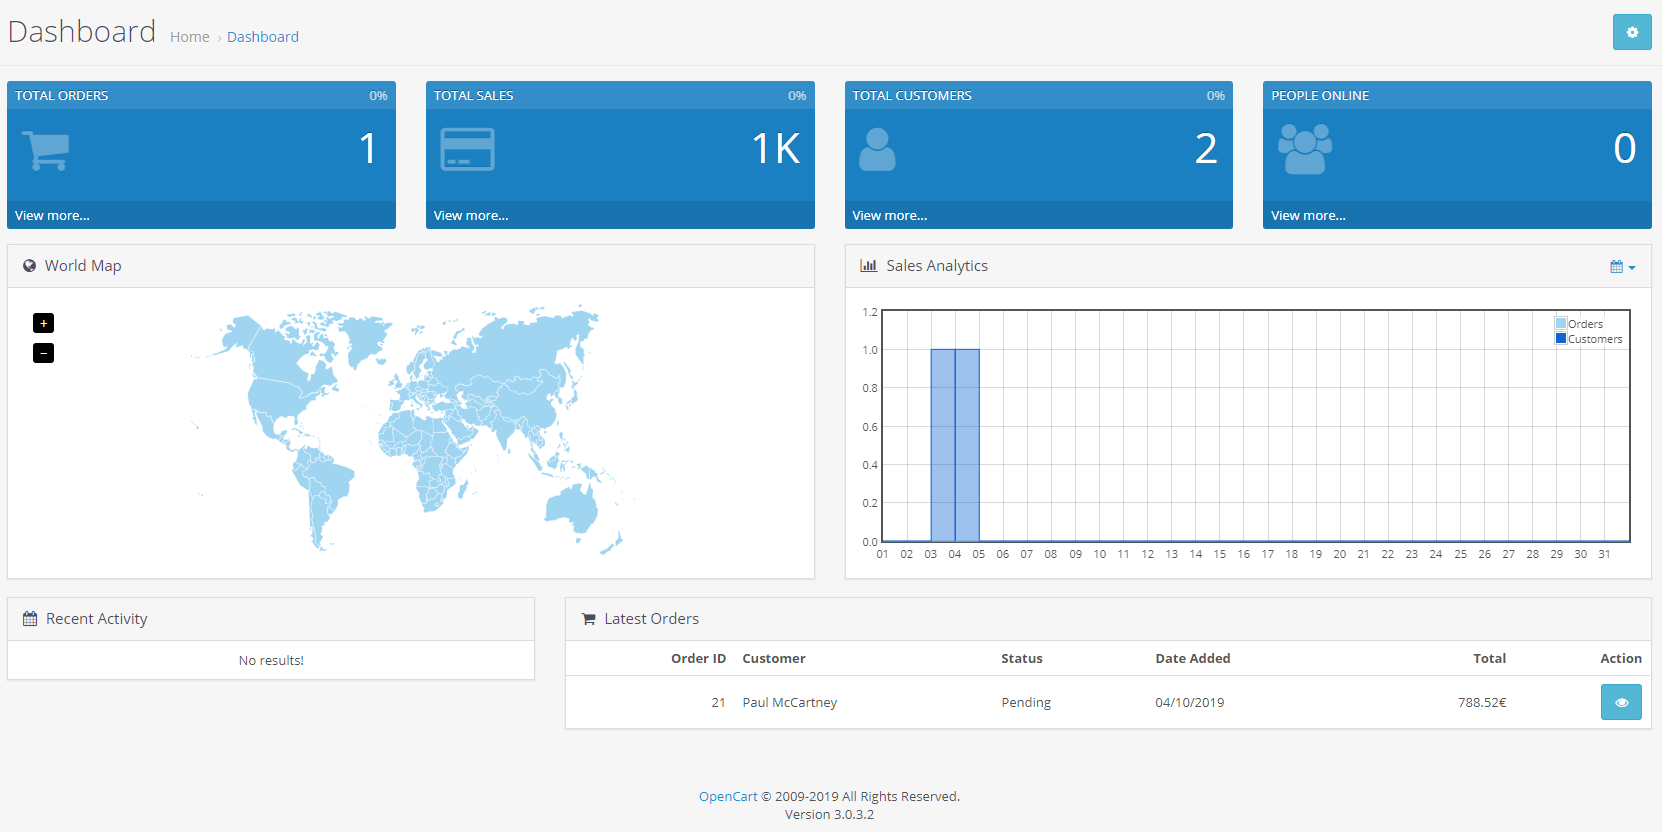 Dashboard Home › Dashboard
TOTAL ORDERS 0%
1
View more...
TOTAL SALES 0%
1K
View more...
TOTAL CUSTOMERS 0%
2
View more...
PEOPLE ONLINE
0
View more...
World Map
+
−
Sales Analytics
1.2
1.0
0.8
0.6
0.4
0.2
0.0
Orders
Customers
01 02 03 04 05 06 07 08 09 10 11 12 13 14 15 16 17 18 19 20 21 22 23 24 25 26 27 28 29 30 31
Recent Activity
No results!
Latest Orders
Order ID Customer Status Date Added Total Action
21 Paul McCartney Pending 04/10/2019 788.52€
OpenCart © 2009-2019 All Rights Reserved.
Version 3.0.3.2